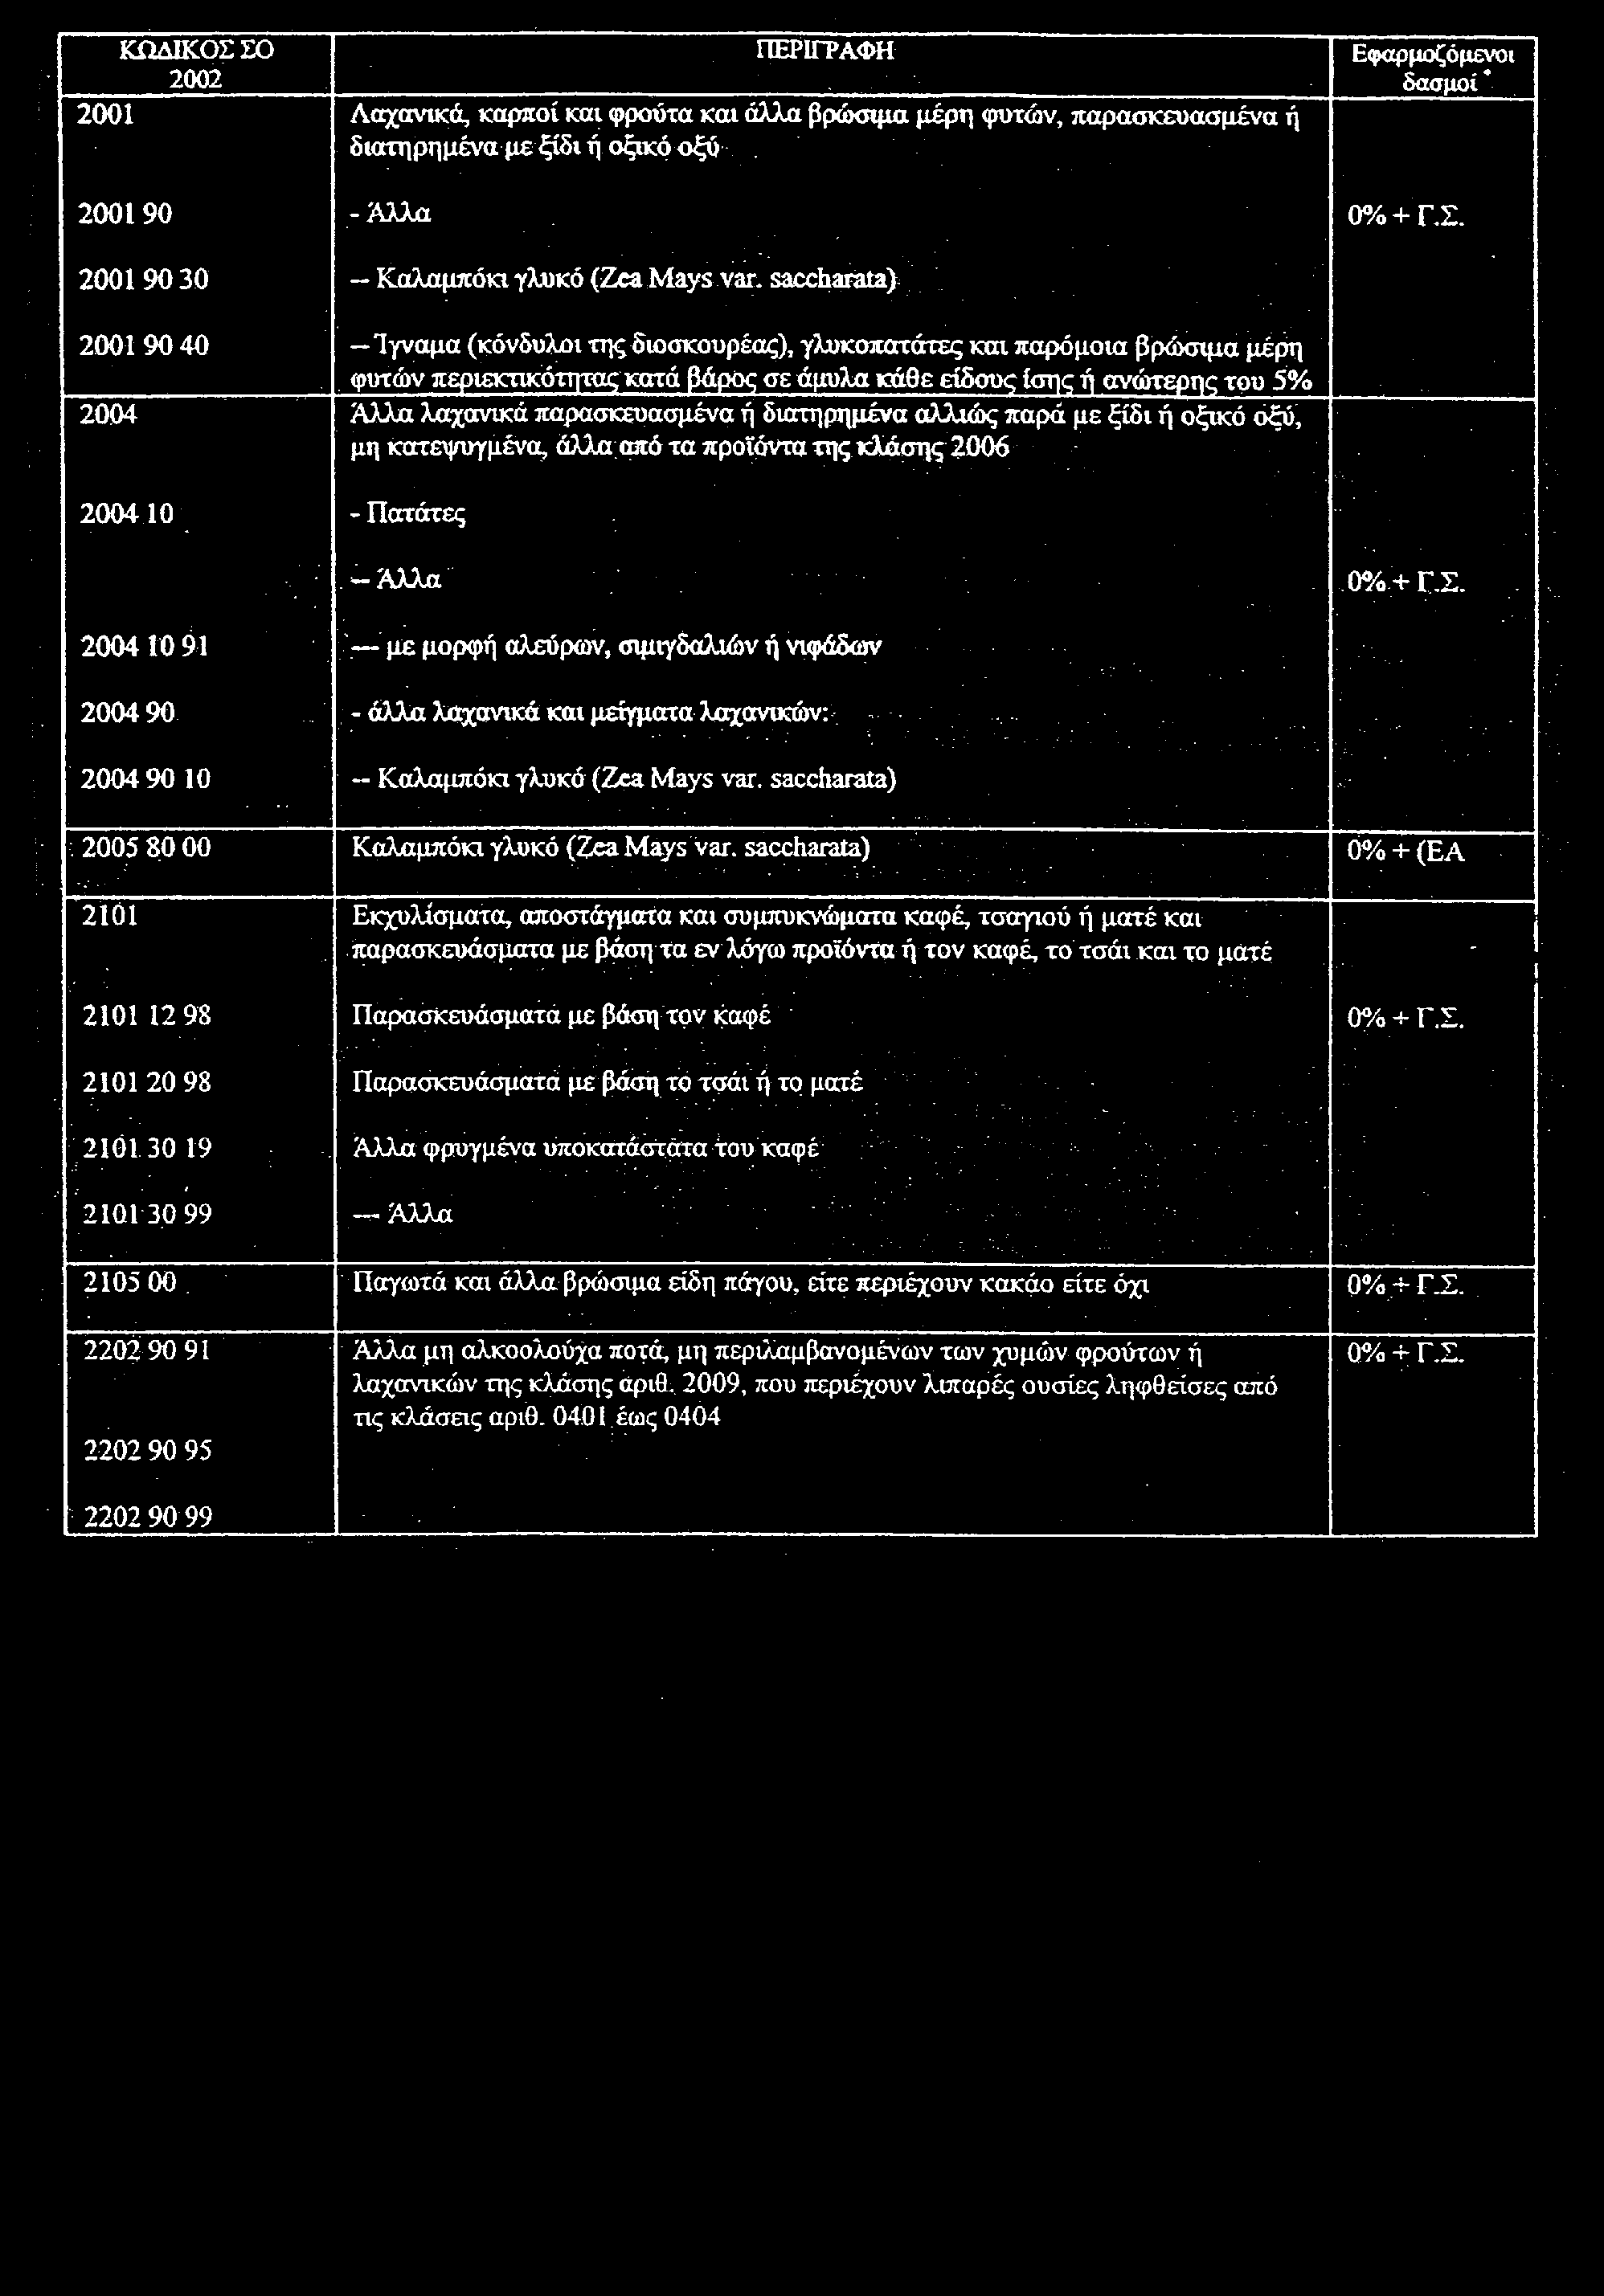 ΚΩΔΙΚΟΣ ΣΟ 2002 ΠΕΡΙΓΡΑΦΗ Εφαρμοζόμενοι δασμοί *
2001 Λαχανικά, καρποί και φρούτα και άλλα βρώσιμα μέρη φυτών, παρασκευασμένα ή
διατηρημένα με ξίδι ή οξικό οξύ
2001 90 - Άλλα 0% + Γ.Σ.
2001 90 30 -- Καλαμπόκι γλυκό (Zea Mays var. saccharata)
2001 90 40 -- Ίγναμα (κόνδυλοι της διοσκουρέας), γλυκοπατάτες και παρόμοια βρώσιμα μέρη
φυτών περιεκτικότητας κατά βάρος σε άμυλα κάθε είδους ίσης ή ανώτερης του 5%
2004 Άλλα λαχανικά παρασκευασμένα ή διατηρημένα αλλιώς παρά με ξίδι ή οξικό οξύ,
μη κατεψυγμένα, άλλα από τα προϊόντα της κλάσης 2006
2004 10 - Πατάτες
-- Άλλα 0% + Γ.Σ.
2004 10 91 --- με μορφή αλεύρων, σιμιγδαλιών ή νιφάδων
2004 90 - άλλα λαχανικά και μείγματα λαχανικών:
2004 90 10 -- Καλαμπόκι γλυκό (Zea Mays var. saccharata)
2005 80 00 Καλαμπόκι γλυκό (Zea Mays var. saccharata) 0% + (EA
2101 Εκχυλίσματα, αποστάγματα και συμπυκνώματα καφέ, τσαγιού ή ματέ και
παρασκευάσματα με βάση τα εν λόγω προϊόντα ή τον καφέ, το τσάι και το ματέ
2101 12 98 Παρασκευάσματα με βάση τον καφέ 0% + Γ.Σ.
2101 20 98 Παρασκευάσματα με βάση το τσάι ή το ματέ
2101 30 19 Άλλα φρυγμένα υποκατάστατα του καφέ
2101 30 99 --- Άλλα
2105 00 Παγωτά και άλλα βρώσιμα είδη πάγου, είτε περιέχουν κακάο είτε όχι 0% + Γ.Σ.
2202 90 91 Άλλα μη αλκοολούχα ποτά, μη περιλαμβανομένων των χυμών φρούτων ή 0% + Γ.Σ.
λαχανικών της κλάσης αριθ. 2009, που περιέχουν λιπαρές ουσίες ληφθείσες από
τις κλάσεις αριθ. 0401 έως 0404
2202 90 95
2202 90 99